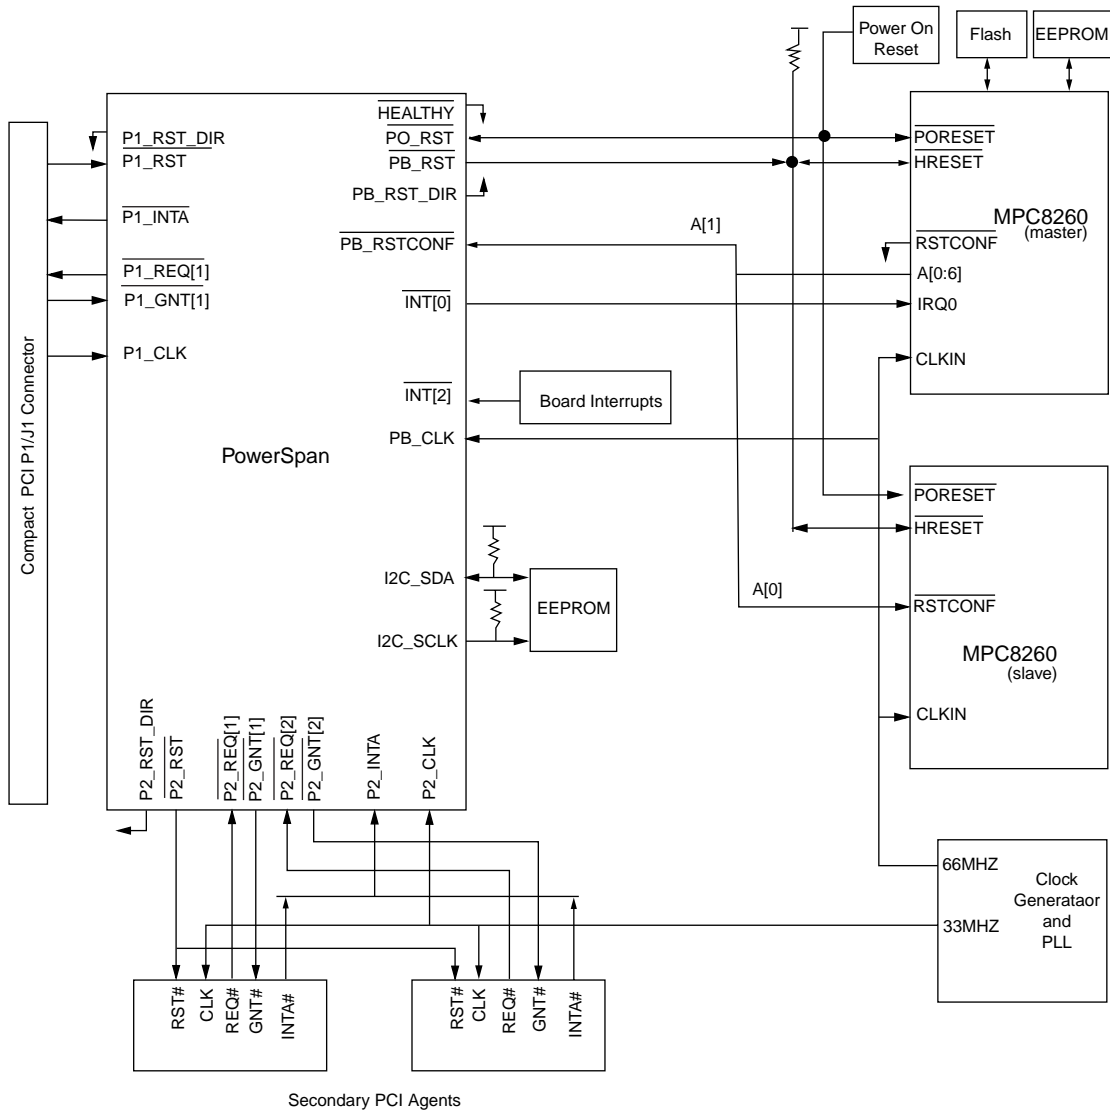 Power On
Reset
Flash
EEPROM
HEALTHY
PO_RST
PB_RST
PB_RST_DIR
PB_RSTCONF
INT[0]
INT[2]
PB_CLK
I2C_SDA
I2C_SCLK
P1_RST_DIR
P1_RST
P1_INTA
P1_REQ[1]
P1_GNT[1]
P1_CLK
PowerSpan
Compact PCI P1/J1 Connector
A[1]
A[0]
Board Interrupts
EEPROM
PORESET
HRESET
MPC8260
(master)
RSTCONF
A[0:6]
IRQ0
CLKIN
PORESET
HRESET
RSTCONF
MPC8260
(slave)
CLKIN
66MHZ
33MHZ
Clock
Generataor
and
PLL
P2_RST_DIR
P2_RST
P2_REQ[1]
P2_GNT[1]
P2_REQ[2]
P2_GNT[2]
P2_INTA
P2_CLK
RST#
CLK
REQ#
GNT#
INTA#
RST#
CLK
REQ#
GNT#
INTA#
Secondary PCI Agents